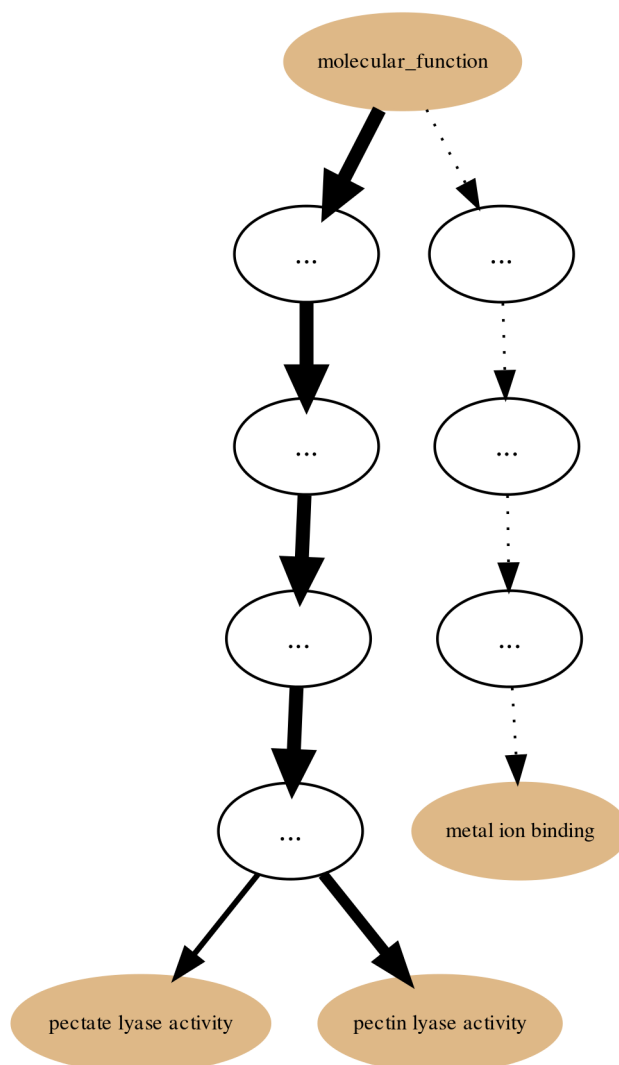 molecular_function
... ...
... ...
... ...
... metal ion binding
pectate lyase activity pectin lyase activity